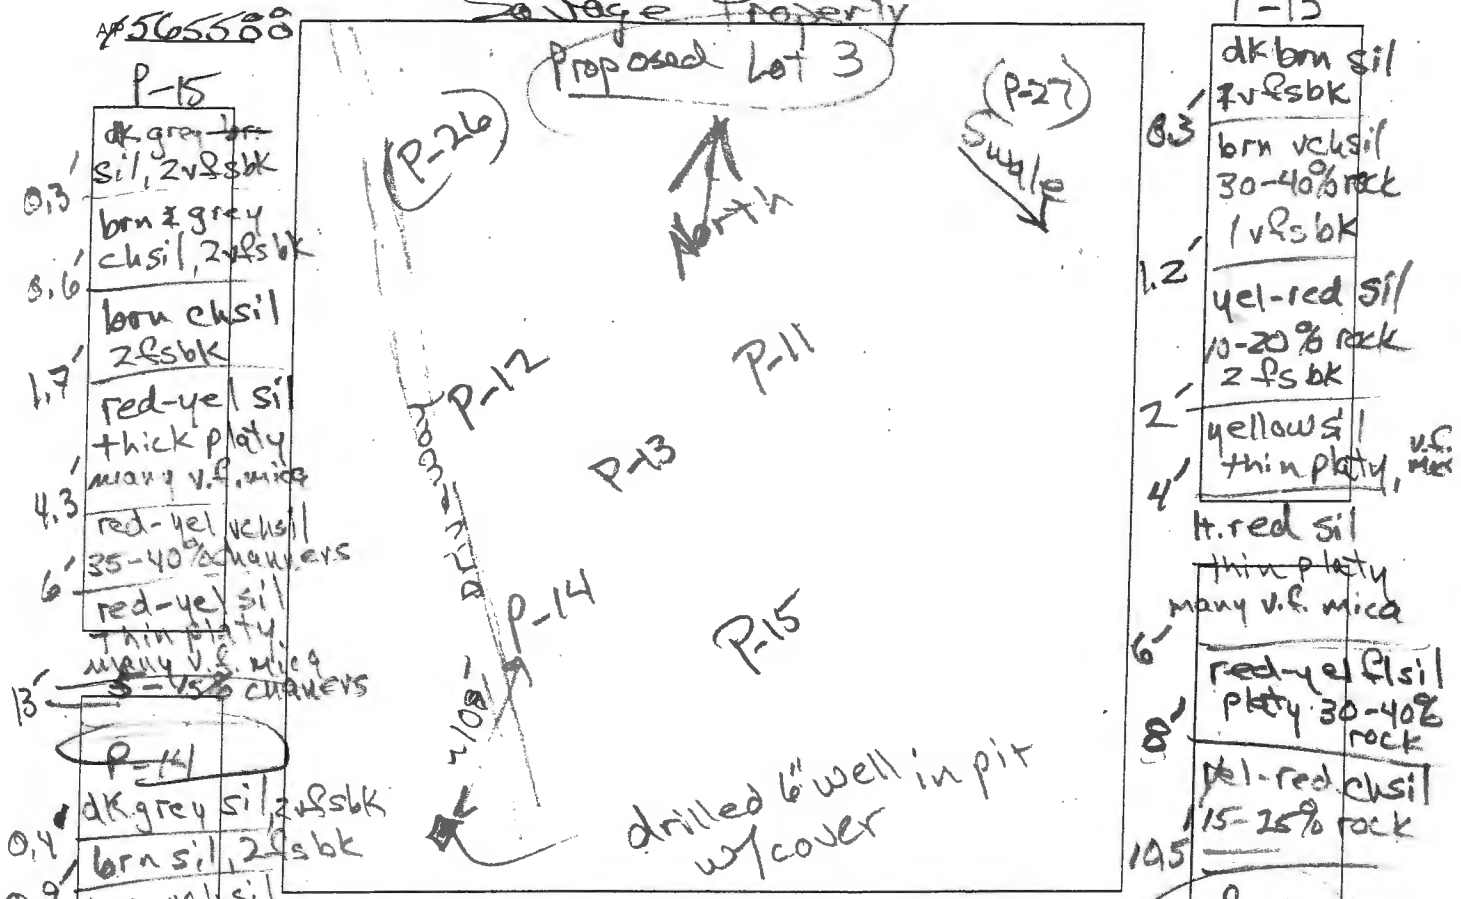 Savage Property
Proposed Lot 3
A/P 565588
P-15
dk. grey brn
sil, 2vfsbk
0.3'
brn & grey
chsil, 2vfsbk
0.6'
brn chsil
2fsbk
1.7'
red-yel sil
thick platy
many v.f. mica
4.3'
red-yel vchsil
35-40% channers
6'
red-yel sil
thin platy
many v.f. mica
5-15% channers
13'
P-14
dk. grey sil, 2vfsbk
0.4'
brn sil, 2fsbk
(P-26)
North
(P-27)
Swale
P-12
P-11
P-13
P-14
P-15
~108'
drilled 6" well in pit
w/cover
P-13
dk brn sil
2vfsbk
0.3'
brn vchsil
30-40% rock
1vfsbk
1.2'
yel-red sil
10-20% rock
2fsbk
2'
yellow sil
thin platy, v.f.
mica
4'
lt. red sil
thin platy
many v.f. mica
6'
red-yel flsil
platy 30-40%
rock
8'
yel-red chsil
15-25% rock
10.5'